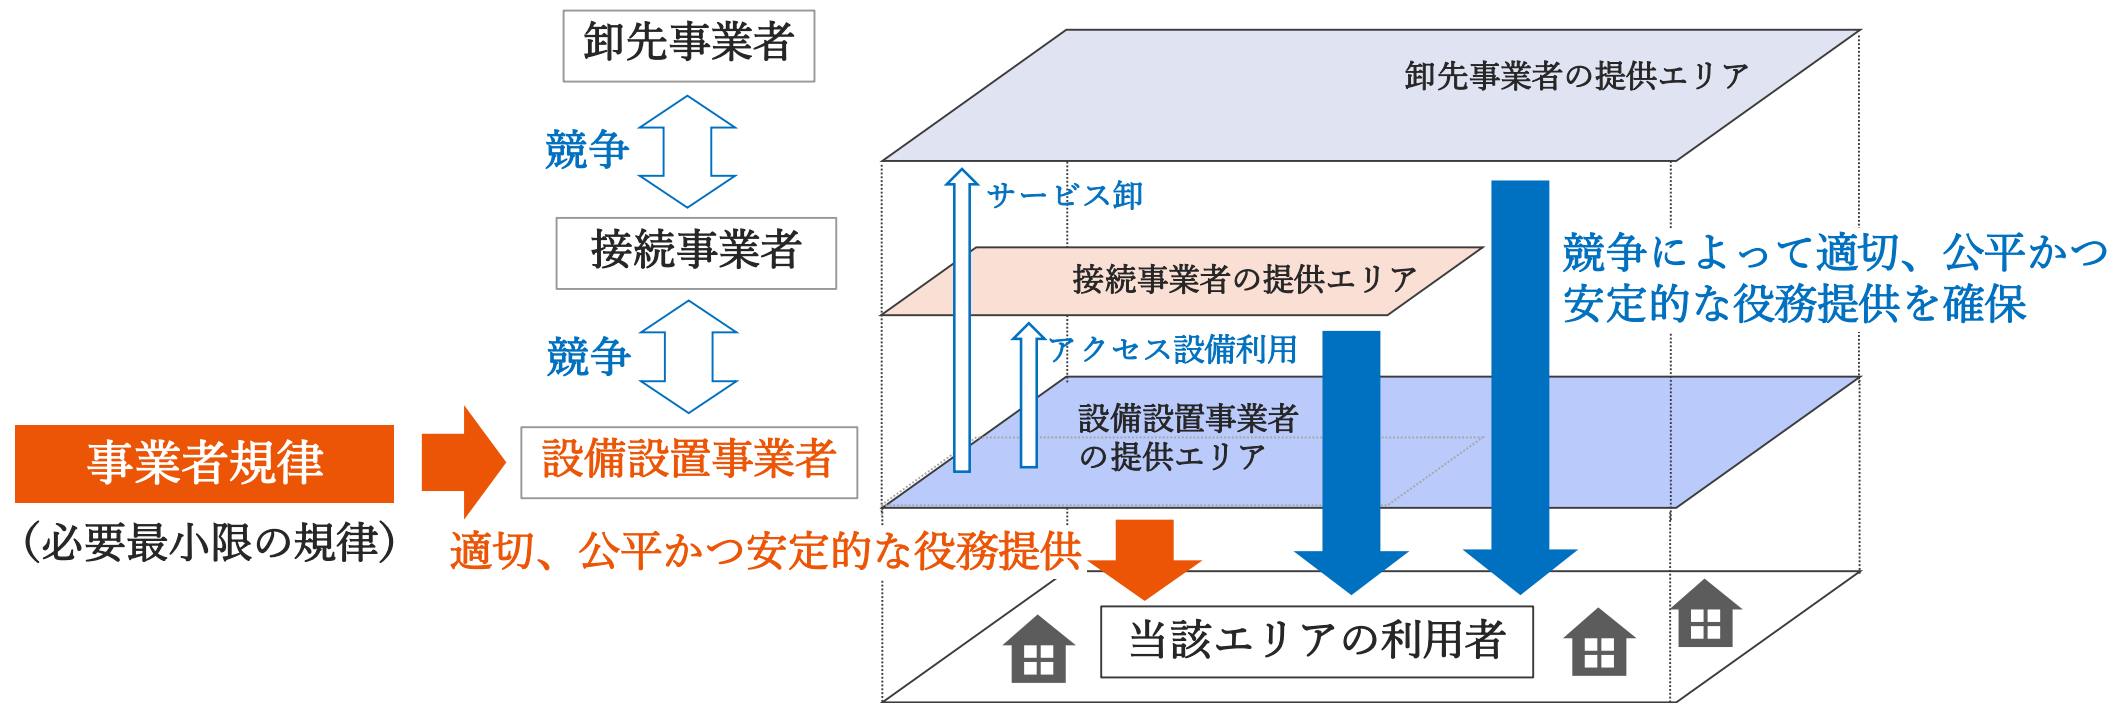 卸先事業者
競争
接続事業者
競争
事業者規律
(必要最小限の規律)
設備設置事業者
適切、公平かつ安定的な役務提供
卸先事業者の提供エリア
サービス卸
接続事業者の提供エリア
アクセス設備利用
競争によって適切、公平かつ
安定的な役務提供を確保
設備設置事業者
の提供エリア
当該エリアの利用者